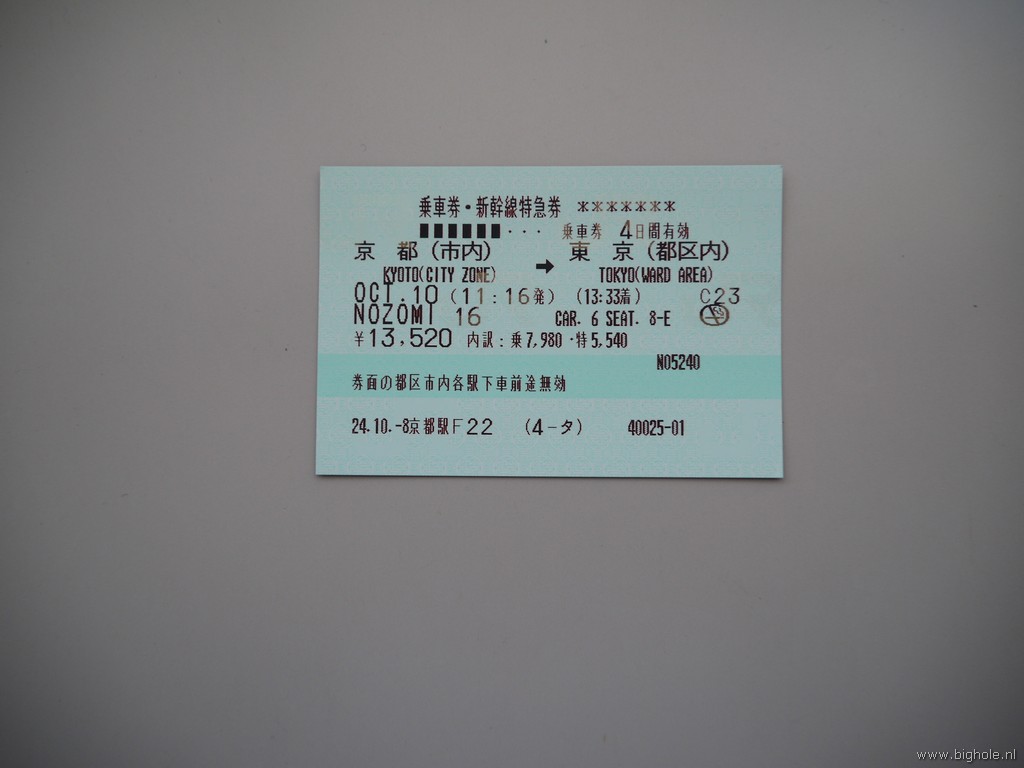 乗車券・新幹線特急券 *******
■■■■■■・・・ 乗車券 4日間有効
京 都 (市内) ➡ 東 京 (都区内)
KYOTO(CITY ZONE) TOKYO(WARD AREA)
OCT.10 (11:16発) (13:33着) C23
NOZOMI 16 CAR. 6 SEAT. 8-E
¥13,520 内訳:乗7,980・特5,540
N05240
券面の都区市内各駅下車前途無効
24.10.-8京都駅F22 (4-タ) 40025-01
www.bighole.nl